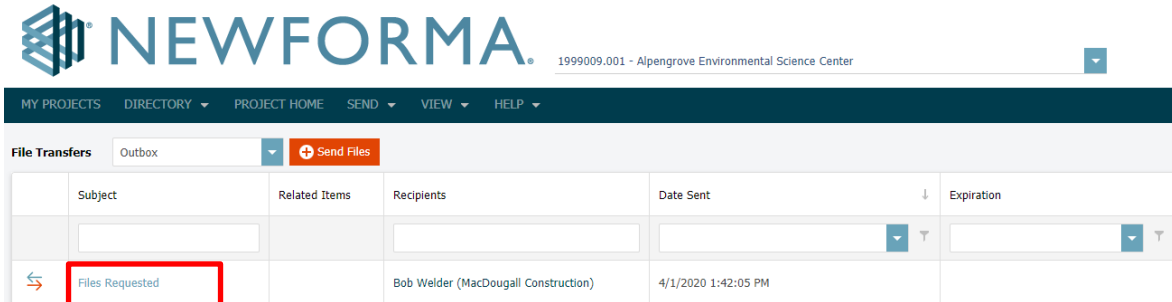 NEWFORMA®
1999009.001 - Alpengrove Environmental Science Center
MY PROJECTS DIRECTORY PROJECT HOME SEND VIEW HELP
File Transfers Outbox Send Files
Subject Related Items Recipients Date Sent Expiration
Files Requested Bob Welder (MacDougall Construction) 4/1/2020 1:42:05 PM